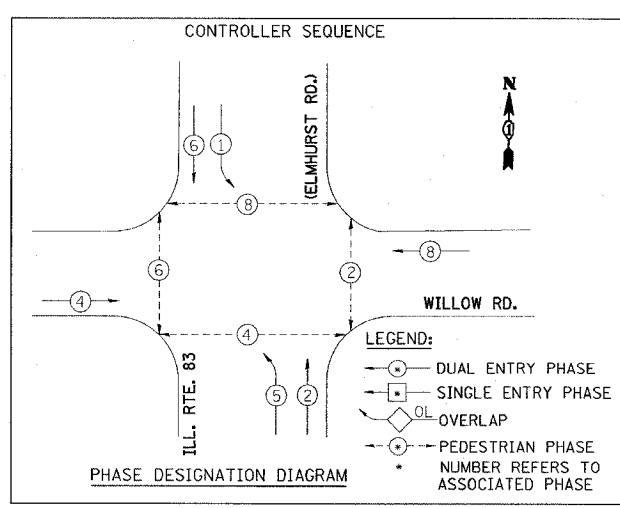 CONTROLLER SEQUENCE
(ELMHURST RD.)
N
1
6
1
8
8
6
2
4
WILLOW RD.
4
LEGEND:
* DUAL ENTRY PHASE
* SINGLE ENTRY PHASE
OL
OVERLAP
* PEDESTRIAN PHASE
* NUMBER REFERS TO
ASSOCIATED PHASE
5
2
ILL. RTE. 83
PHASE DESIGNATION DIAGRAM